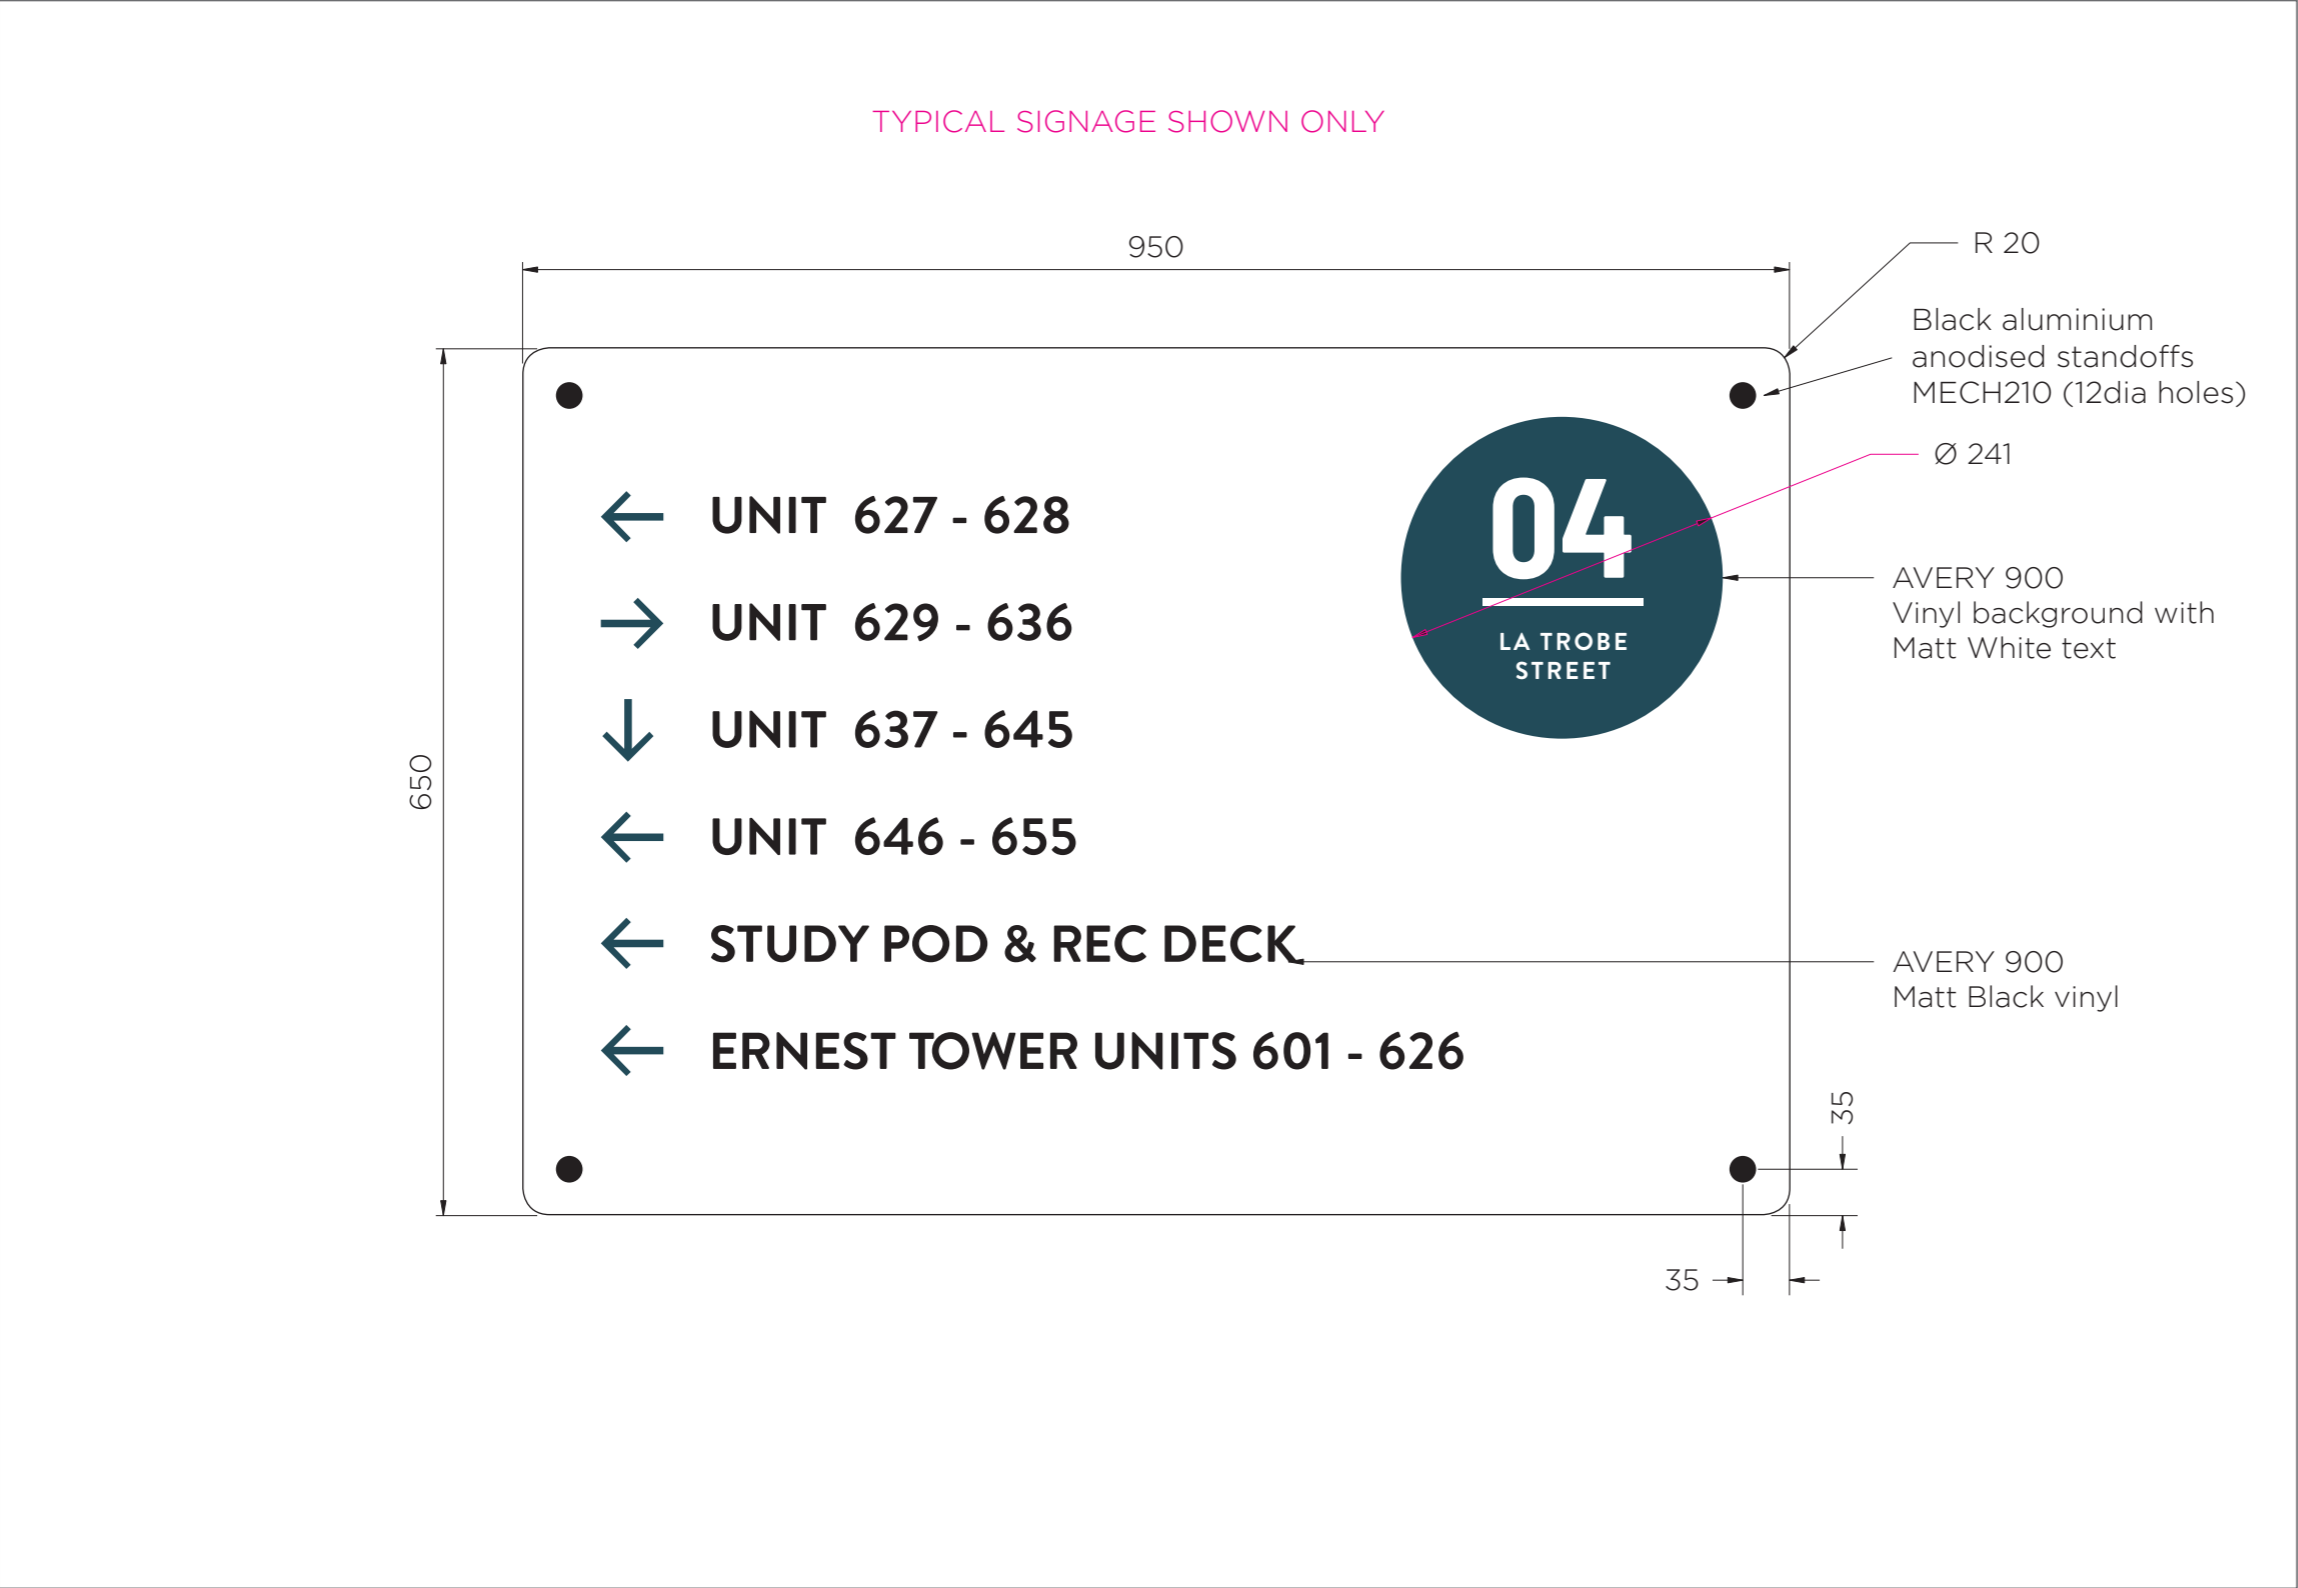 TYPICAL SIGNAGE SHOWN ONLY
950
R 20
Black aluminium
anodised standoffs
MECH210 (12dia holes)
Ø 241
04
LA TROBE
STREET
AVERY 900
Vinyl background with
Matt White text
650
UNIT 627 - 628
UNIT 629 - 636
UNIT 637 - 645
UNIT 646 - 655
STUDY POD & REC DECK
ERNEST TOWER UNITS 601 - 626
AVERY 900
Matt Black vinyl
35
35